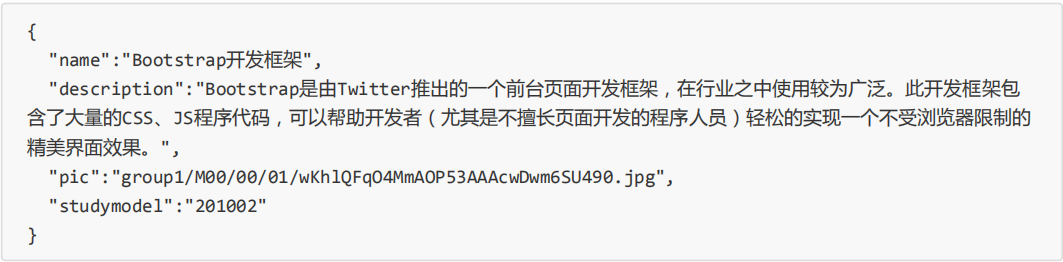 {
  "name":"Bootstrap开发框架",
  "description":"Bootstrap是由Twitter推出的一个前台页面开发框架，在行业之中使用较为广泛。此开发框架包
含了大量的CSS、JS程序代码，可以帮助开发者（尤其是不擅长页面开发的程序人员）轻松的实现一个不受浏览器限制的
精美界面效果。",
  "pic":"group1/M00/00/01/wKhlQFqO4MmAOP53AAAcwDwm6SU490.jpg",
  "studymodel":"201002"
}